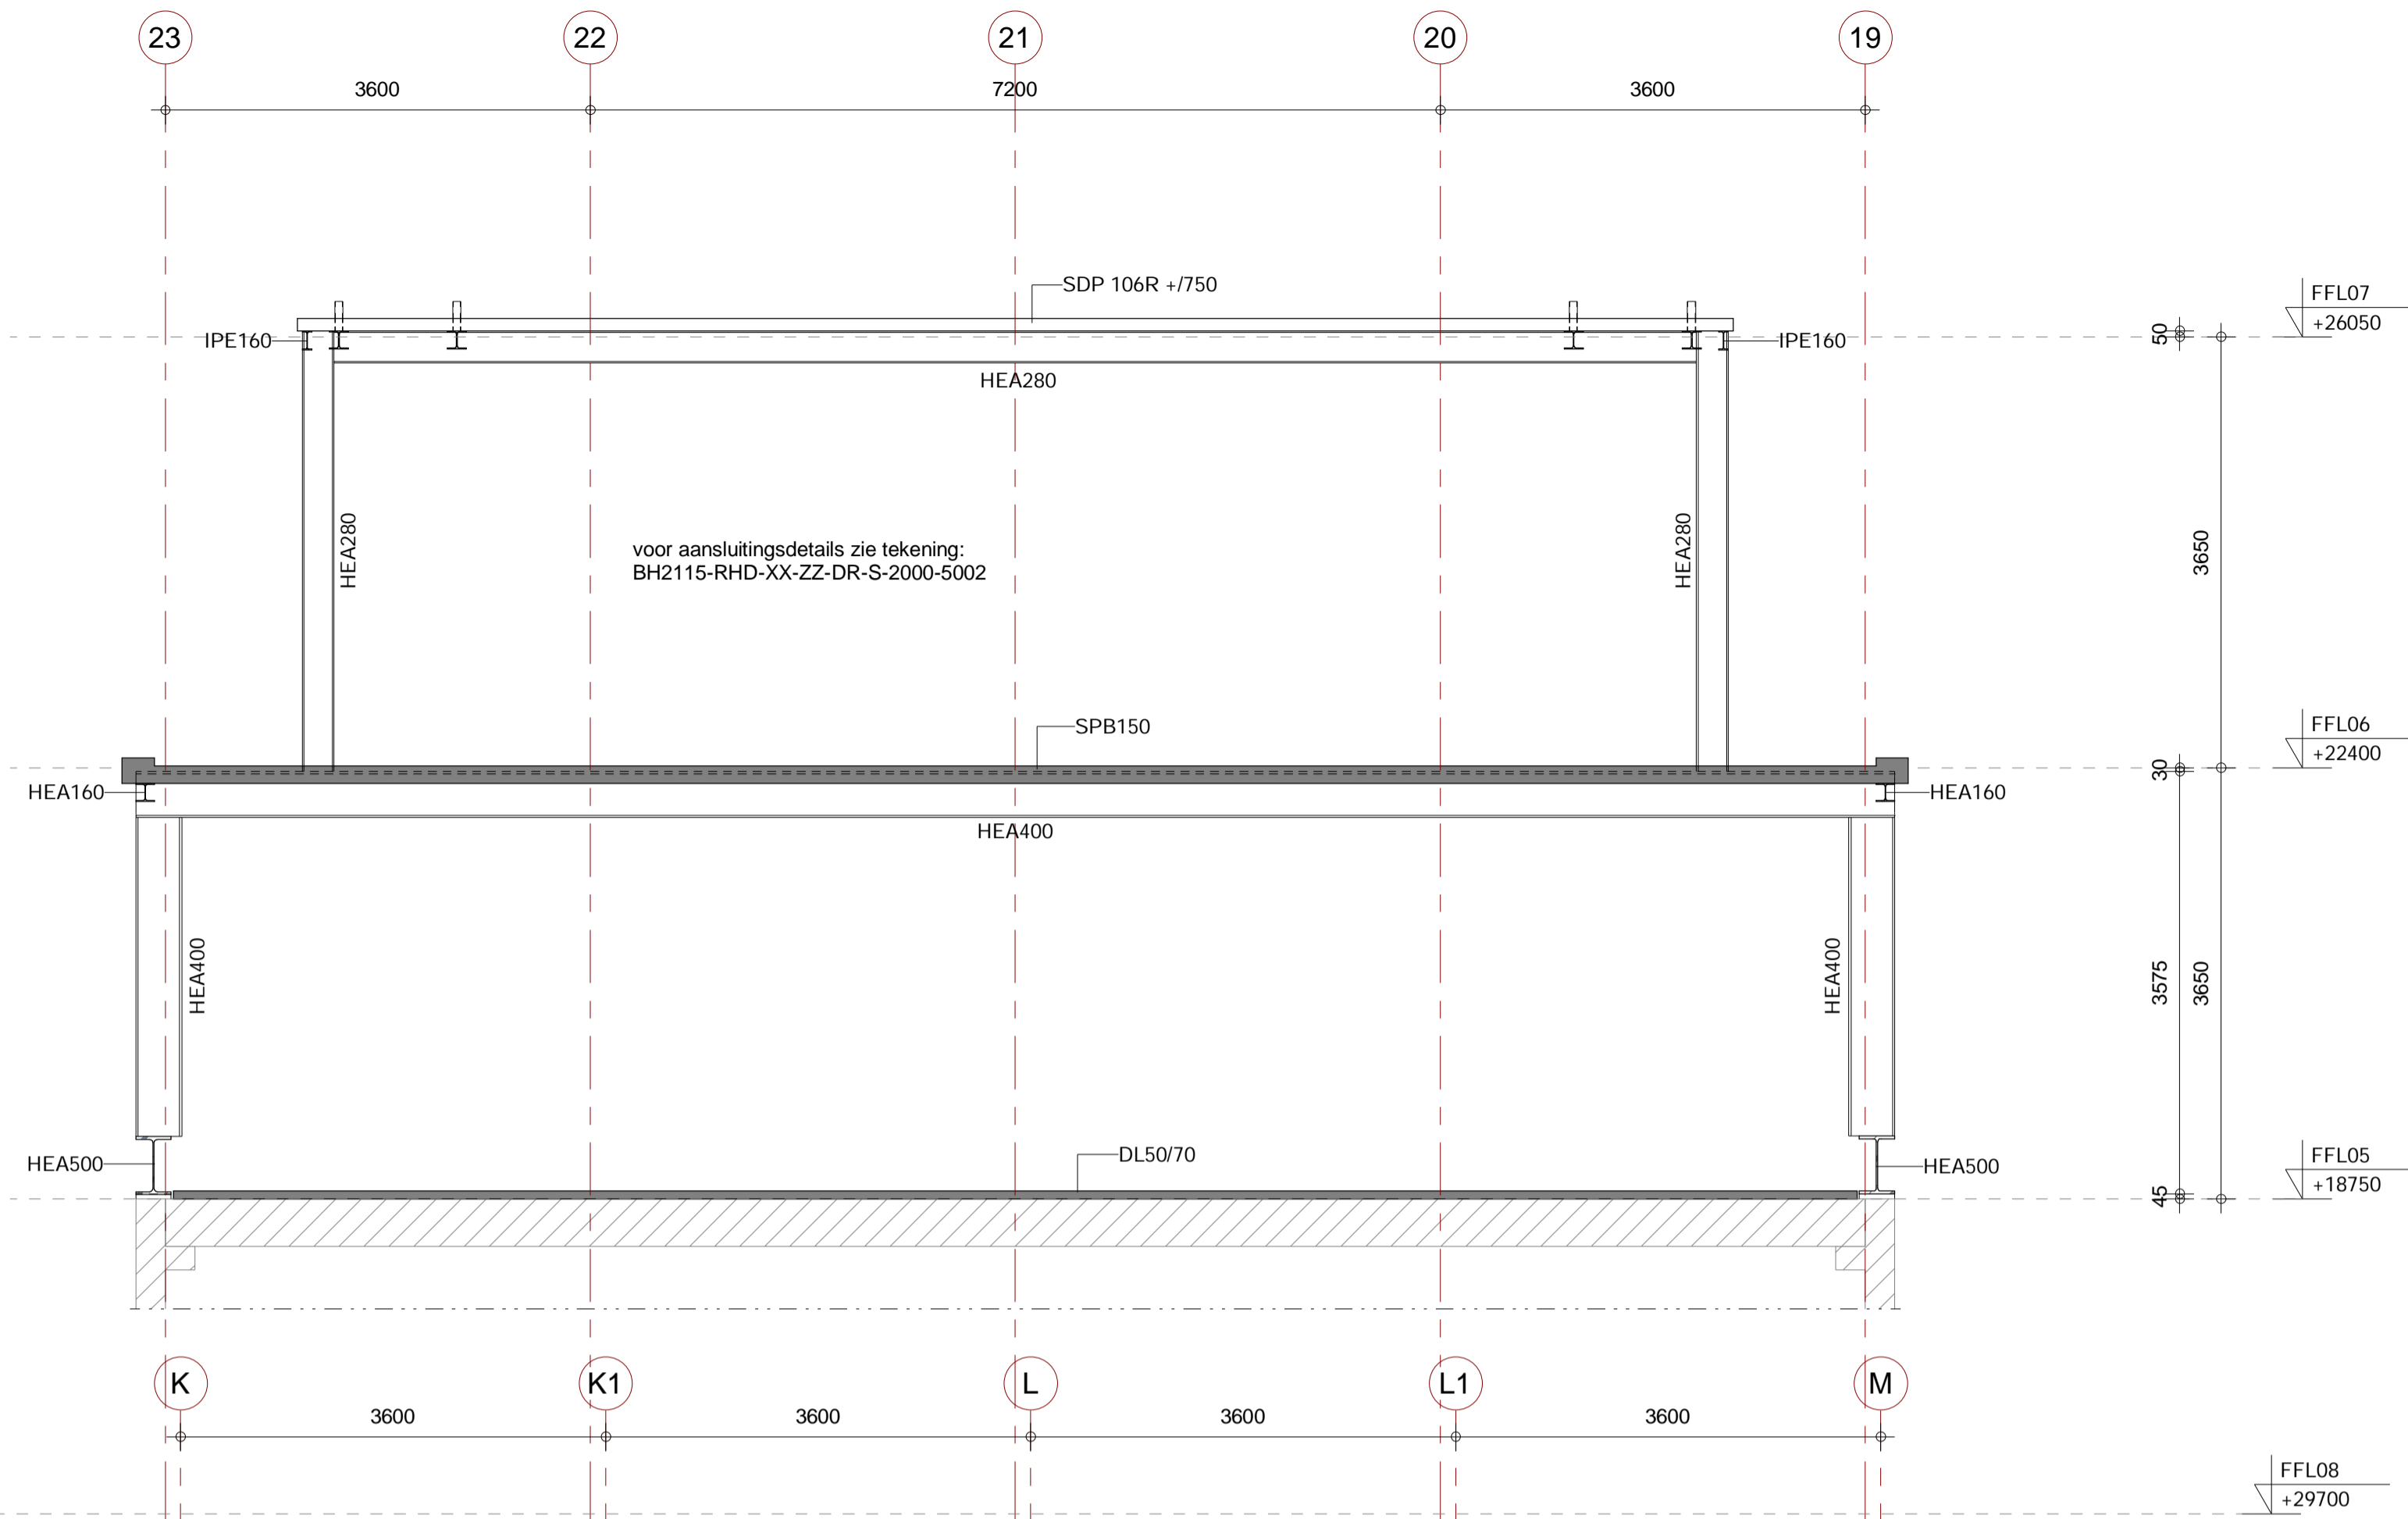 23
22
21
20
19
3600
7200
3600
SDP 106R +/750
FFL07
+26050
IPE160
IPE160
50
HEA280
HEA280
HEA280
voor aansluitingsdetails zie tekening:
BH2115-RHD-XX-ZZ-DR-S-2000-5002
3650
SPB150
FFL06
+22400
30
HEA160
HEA160
HEA400
HEA400
HEA400
3575
3650
DL50/70
HEA500
HEA500
FFL05
+18750
45
K
K1
L
L1
M
3600
3600
3600
3600
FFL08
+29700